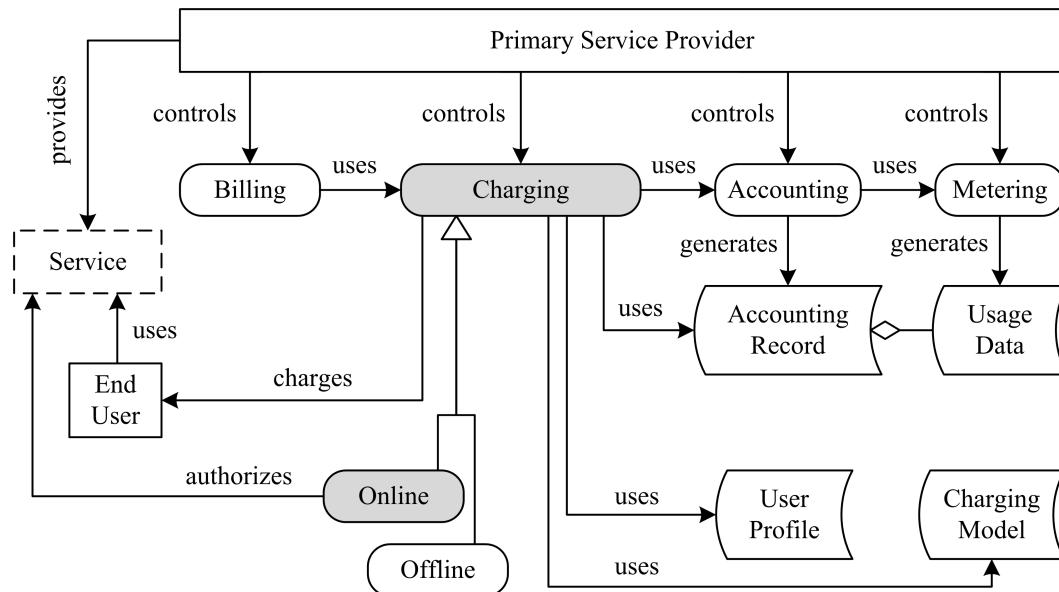 Primary Service Provider
provides
controls
controls
controls
controls
Billing
uses
Charging
uses
Accounting
uses
Metering
Service
generates
generates
uses
uses
Accounting
Record
Usage
Data
End
User
charges
authorizes
Online
uses
User
Profile
Charging
Model
Offline
uses